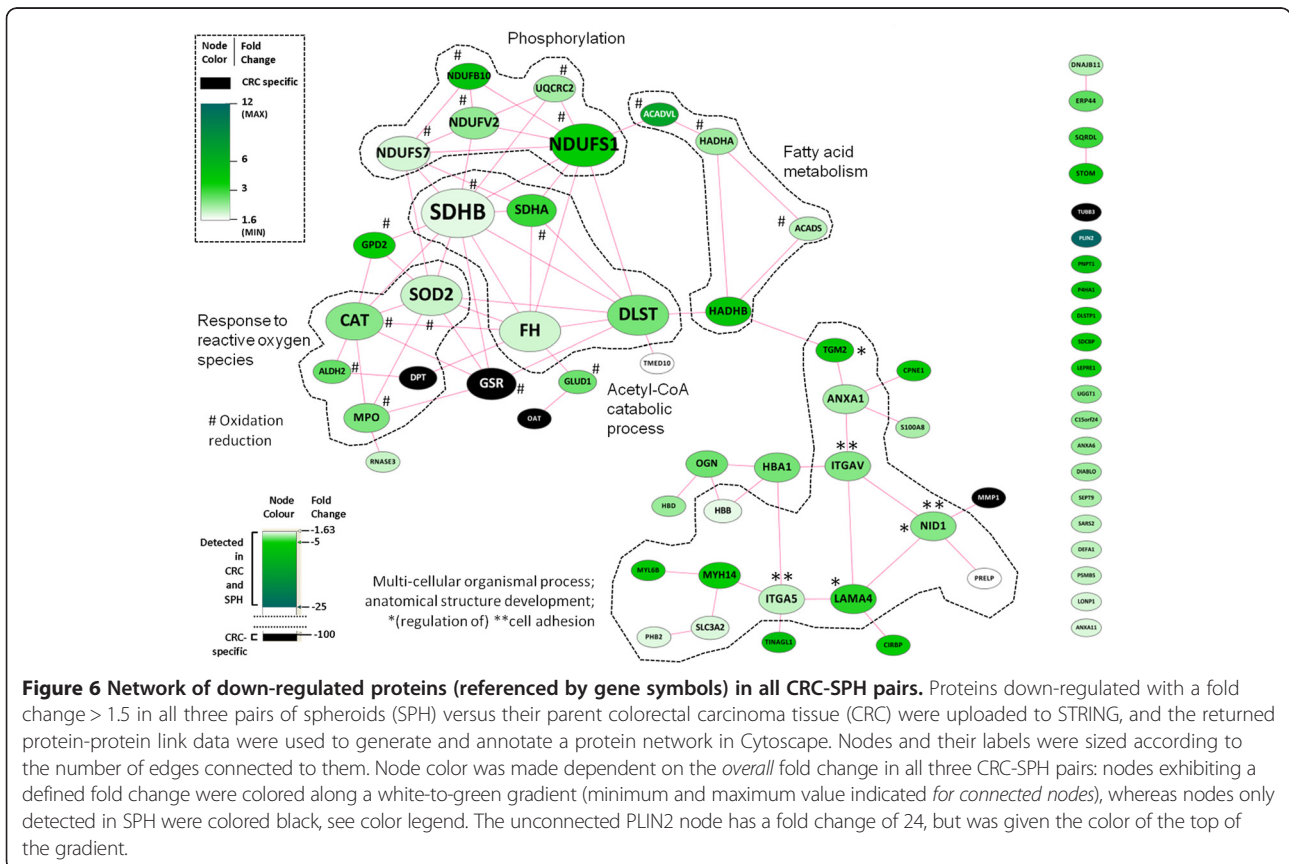 Node Color
Fold Change
CRC specific
12
(MAX)
6
3
1.6
(MIN)
Phosphorylation
#
NDUFB10
#
UQCRC2
#
NDUFV2
#
NDUFS7
#
NDUFS1
#
ACADVL
#
HADHA
Fatty acid
metabolism
#
ACADS
HADHB
#
SDHB
SDHA
#
#
GPD2
SOD2
#
CAT
#
FH
#
DLST
TMED10
Response to
reactive oxygen
species
ALDH2
#
DPT
GSR
#
GLUD1
#
OAT
Acetyl-CoA
catabolic
process
MPO
#
RNASE3
# Oxidation
reduction
TGM2
*
CPNE1
ANXA1
S100A8
**
ITGAV
OGN
HBA1
HBD
HBB
MMP1
**
*
NID1
PRELP
MYL6B
MYH14
**
ITGA5
*
LAMA4
PHB2
SLC3A2
TINAGL1
CIRBP
Multi-cellular organismal process;
anatomical structure development;
*(regulation of) **cell adhesion
Node Colour
Fold Change
Detected in CRC and SPH
-1.63
-5
-25
CRC-specific
-100
DNAJB11
ERP44
SQRDL
STOM
TUBB3
PLIN2
PNPT1
P4HA1
DLSTP1
SDCBP
LEPRE1
UGGT1
C15orf24
ANXA6
DIABLO
SEPT9
SARS2
DEFA1
PSMB5
LONP1
ANXA11
Figure 6 Network of down-regulated proteins (referenced by gene symbols) in all CRC-SPH pairs. Proteins down-regulated with a fold
change > 1.5 in all three pairs of spheroids (SPH) versus their parent colorectal carcinoma tissue (CRC) were uploaded to STRING, and the returned
protein-protein link data were used to generate and annotate a protein network in Cytoscape. Nodes and their labels were sized according to
the number of edges connected to them. Node color was made dependent on the overall fold change in all three CRC-SPH pairs: nodes exhibiting a
defined fold change were colored along a white-to-green gradient (minimum and maximum value indicated for connected nodes), whereas nodes only
detected in SPH were colored black, see color legend. The unconnected PLIN2 node has a fold change of 24, but was given the color of the top of
the gradient.